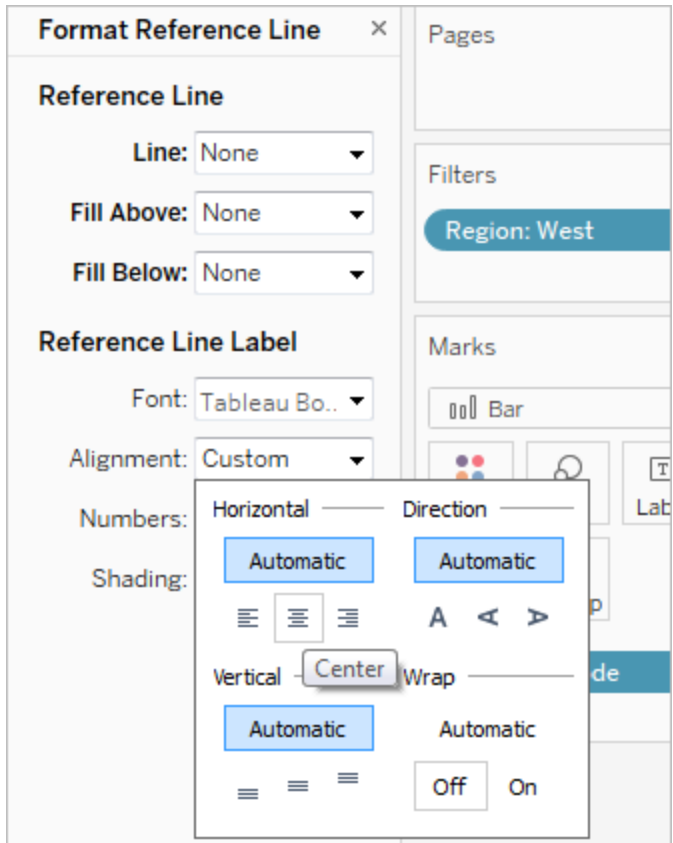 Format Reference Line ×
Reference Line
Line: None
Fill Above: None
Fill Below: None
Reference Line Label
Font: Tableau Bo..
Alignment: Custom
Numbers:
Shading:
Horizontal
Automatic
Direction
Automatic
A A A
Center
Vertical
Automatic
Wrap
Automatic
Off On
Pages
Filters
Region: West
Marks
Bar
T
Lab
p
de